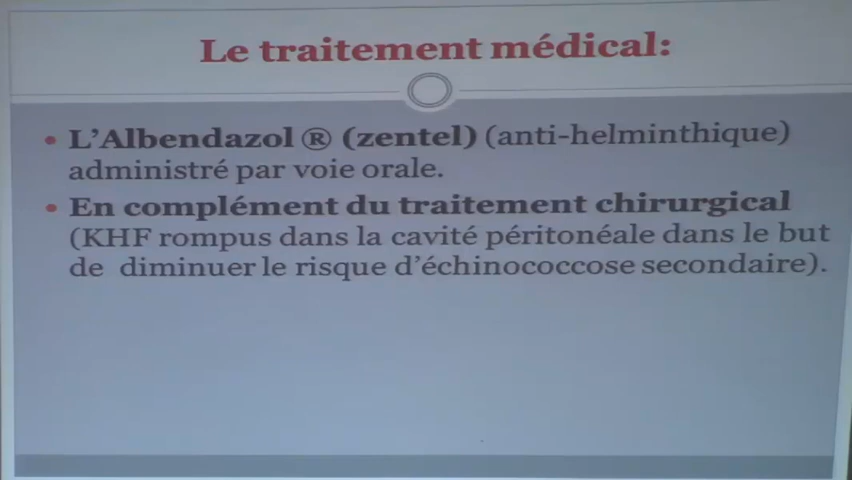 Le traitement médical:
• L'Albendazol ® (zentel) (anti-helminthique)
administré par voie orale.
• En complément du traitement chirurgical
(KHF rompus dans la cavité péritonéale dans le but
de diminuer le risque d'échinococcose secondaire).